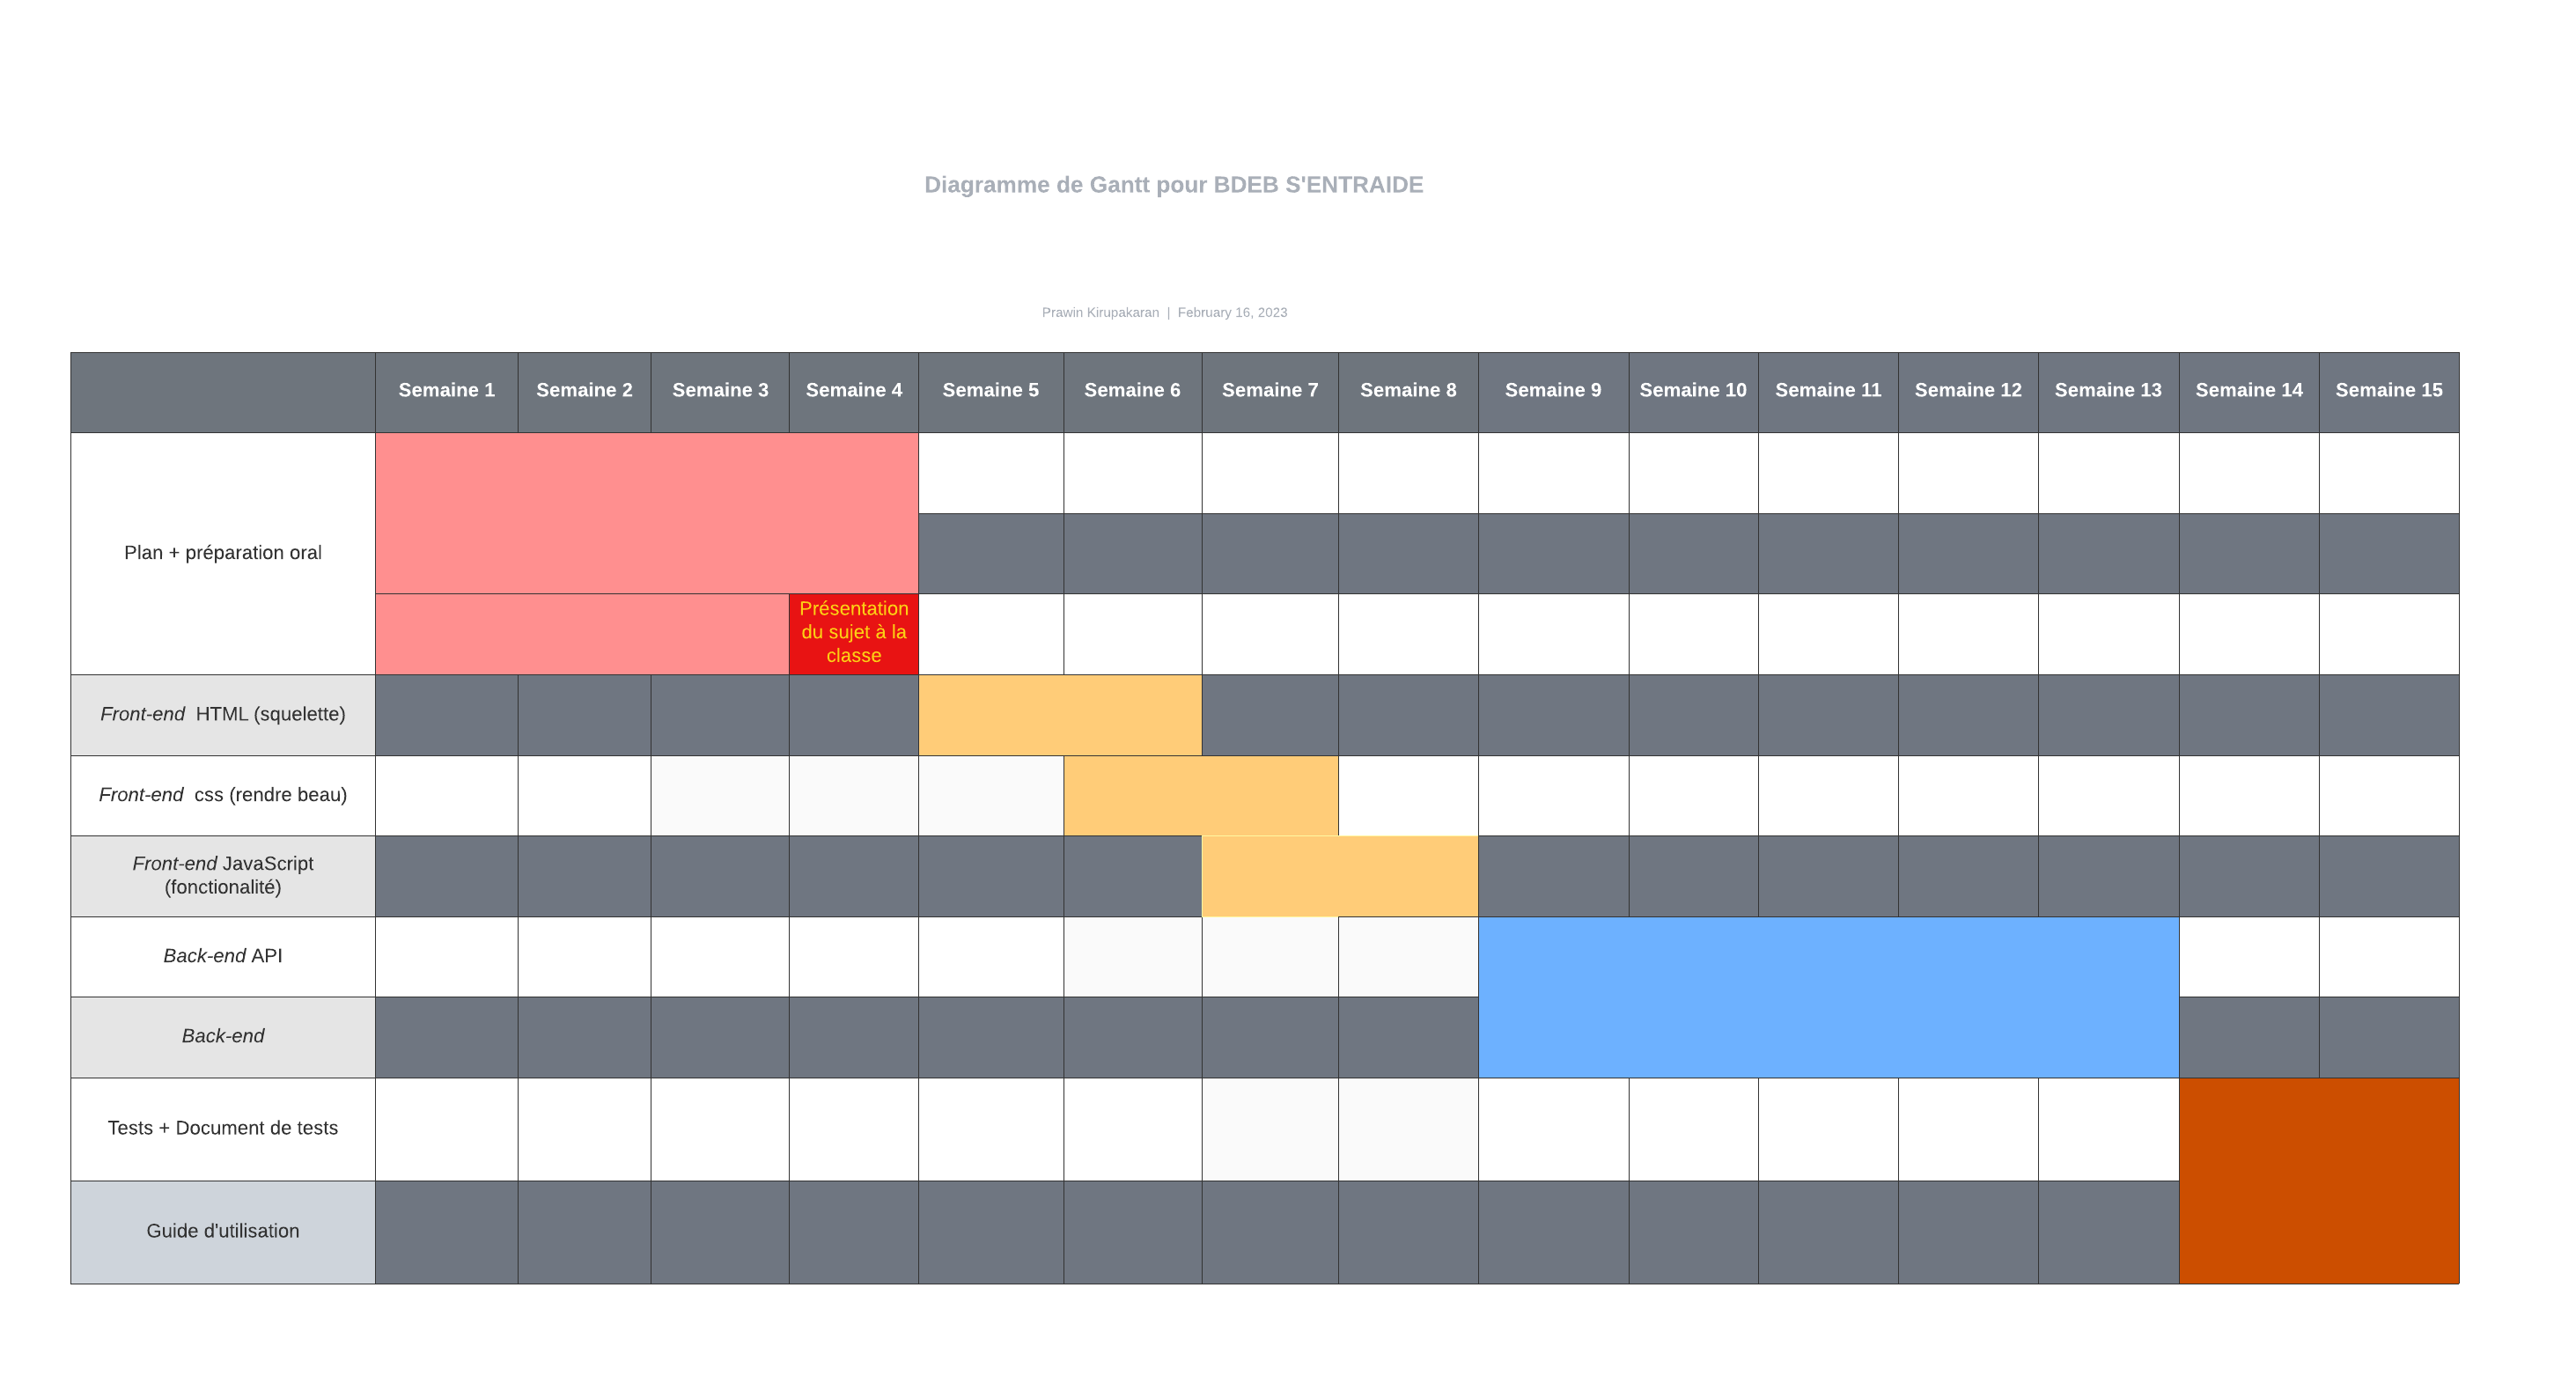 Diagramme de Gantt pour BDEB S'ENTRAIDE
Prawin Kirupakaran | February 16, 2023
Semaine 1 Semaine 2 Semaine 3 Semaine 4 Semaine 5 Semaine 6 Semaine 7 Semaine 8 Semaine 9 Semaine 10 Semaine 11 Semaine 12 Semaine 13 Semaine 14 Semaine 15
Plan + préparation oral
Présentation
du sujet à la
classe
Front-end HTML (squelette)
Front-end css (rendre beau)
Front-end JavaScript
(fonctionalité)
Back-end API
Back-end
Tests + Document de tests
Guide d'utilisation